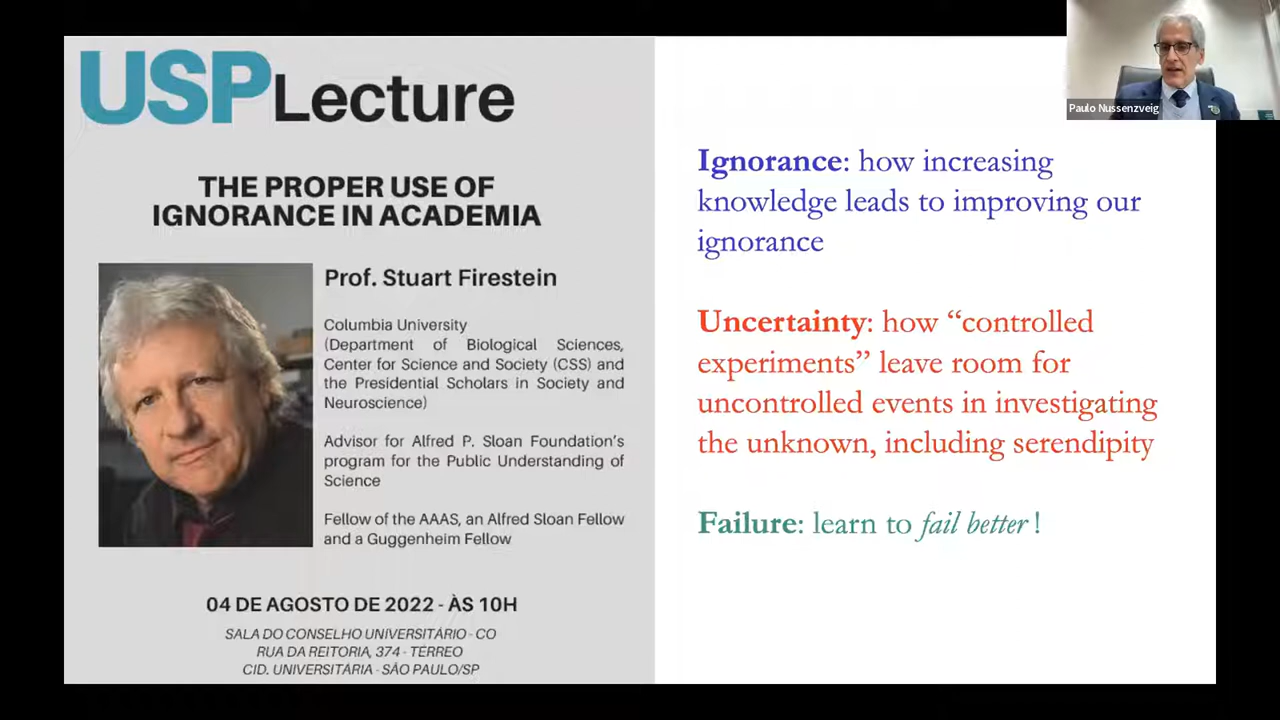 USP Lecture
THE PROPER USE OF
IGNORANCE IN ACADEMIA
Prof. Stuart Firestein
Columbia University
(Department of Biological Sciences,
Center for Science and Society (CSS) and
the Presidential Scholars in Society and
Neuroscience)
Advisor for Alfred P. Sloan Foundation's
program for the Public Understanding of
Science
Fellow of the AAAS, an Alfred Sloan Fellow
and a Guggenheim Fellow
04 DE AGOSTO DE 2022 - ÀS 10H
SALA DO CONSELHO UNIVERSITÁRIO - CO
RUA DA REITORIA, 374 - TÉRREO
CID. UNIVERSITÁRIA - SÃO PAULO/SP
Ignorance: how increasing
knowledge leads to improving our
ignorance
Uncertainty: how “controlled
experiments” leave room for
uncontrolled events in investigating
the unknown, including serendipity
Failure: learn to fail better !
Paulo Nussenzveig